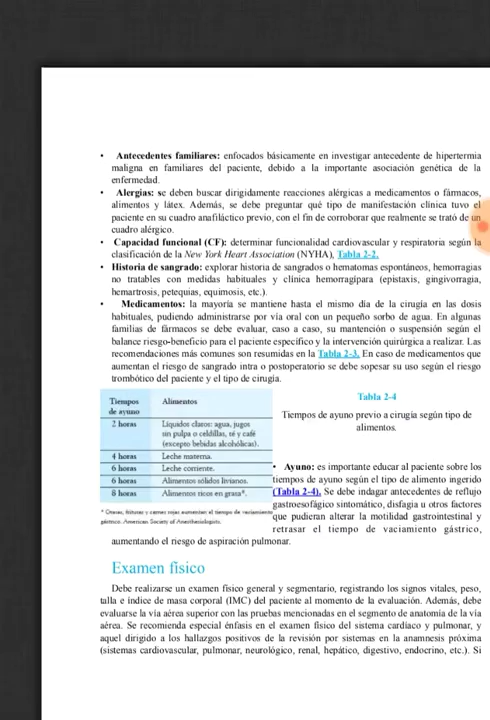 • Antecedentes familiares: enfocados básicamente en investigar antecedente de hipertermia
maligna en familiares del paciente, debido a la importante asociación genética de la
enfermedad.
• Alergias: se deben buscar dirigidamente reacciones alérgicas a medicamentos o fármacos,
alimentos y látex. Además, se debe preguntar qué tipo de manifestación clínica tuvo el
paciente en su cuadro anafiláctico previo, con el fin de corroborar que realmente se trató de un
cuadro alérgico.
• Capacidad funcional (CF): determinar funcionalidad cardiovascular y respiratoria según la
clasificación de la New York Heart Association (NYHA), Tabla 2-2.
• Historia de sangrado: explorar historia de sangrados o hematomas espontáneos, hemorragias
no tratables con medidas habituales y clínica hemorragípara (epistaxis, gingivorragia,
hemartrosis, petequias, equimosis, etc.).
• Medicamentos: la mayoría se mantiene hasta el mismo día de la cirugía en las dosis
habituales, pudiendo administrarse por vía oral con un pequeño sorbo de agua. En algunas
familias de fármacos se debe evaluar, caso a caso, su mantención o suspensión según el
balance riesgo-beneficio para el paciente específico y la intervención quirúrgica a realizar. Las
recomendaciones más comunes son resumidas en la Tabla 2-3. En caso de medicamentos que
aumentan el riesgo de sangrado intra o postoperatorio se debe sopesar su uso según el riesgo
trombótico del paciente y el tipo de cirugía.
Tiempos de ayuno Alimentos
2 horas Líquidos claros: agua, jugos
sin pulpa o celdillas, té y café
(excepto bebidas alcohólicas).
4 horas Leche materna.
6 horas Leche corriente.
6 horas Alimentos sólidos livianos.
8 horas Alimentos ricos en grasa*.
* Carnes, frituras y carnes rojas aumentan el tiempo de vaciamiento
gástrico. American Society of Anesthesiologists.
Tabla 2-4
Tiempos de ayuno previo a cirugía según tipo de
alimentos.
• Ayuno: es importante educar al paciente sobre los
tiempos de ayuno según el tipo de alimento ingerido
(Tabla 2-4). Se debe indagar antecedentes de reflujo
gastroesofágico sintomático, disfagia u otros factores
que pudieran alterar la motilidad gastrointestinal y
retrasar el tiempo de vaciamiento gástrico,
aumentando el riesgo de aspiración pulmonar.
Examen físico
Debe realizarse un examen físico general y segmentario, registrando los signos vitales, peso,
talla e índice de masa corporal (IMC) del paciente al momento de la evaluación. Además, debe
evaluarse la vía aérea superior con las pruebas mencionadas en el segmento de anatomía de la vía
aérea. Se recomienda especial énfasis en el examen físico del sistema cardíaco y pulmonar, y
aquel dirigido a los hallazgos positivos de la revisión por sistemas en la anamnesis próxima
(sistemas cardiovascular, pulmonar, neurológico, renal, hepático, digestivo, endocrino, etc.). Si